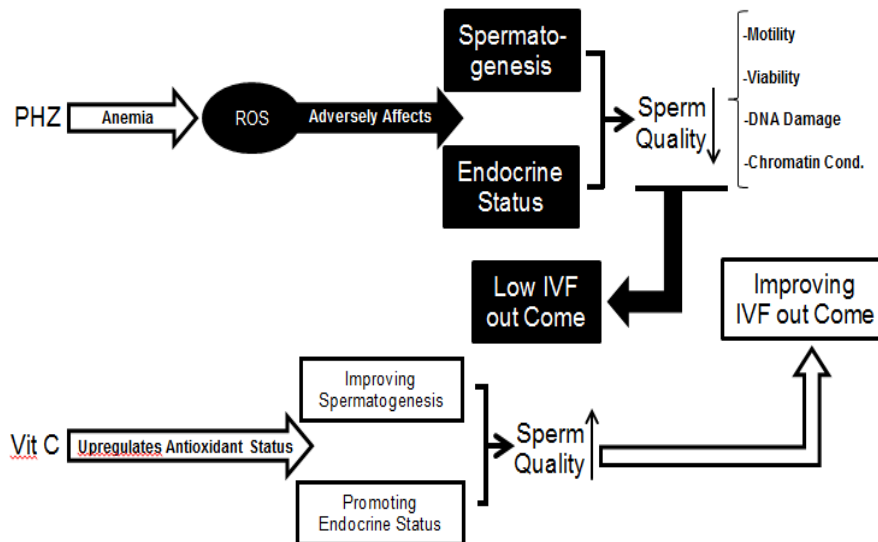 PHZ
Anemia
ROS
Adversely Affects
Spermato-
genesis
Endocrine
Status
Sperm
Quality
-Motility
-Viability
-DNA Damage
-Chromatin Cond.
Low IVF
out Come
Improving
IVF out Come
Vit C
Upregulates Antioxidant Status
Improving
Spermatogenesis
Promoting
Endocrine Status
Sperm
Quality